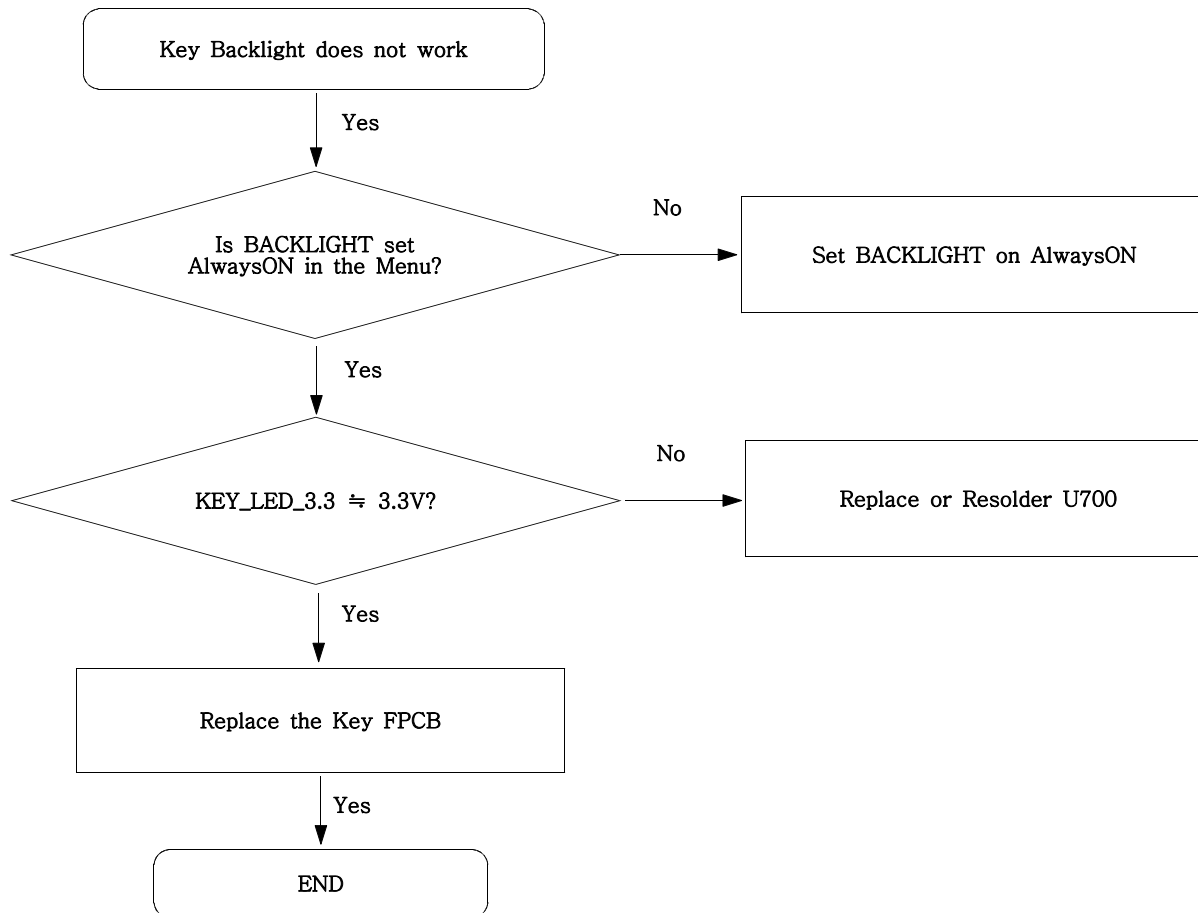 Key Backlight does not work
Yes
Is BACKLIGHT set
AlwaysON in the Menu?
No
Set BACKLIGHT on AlwaysON
Yes
KEY_LED_3.3 ≒ 3.3V?
No
Replace or Resolder U700
Yes
Replace the Key FPCB
Yes
END